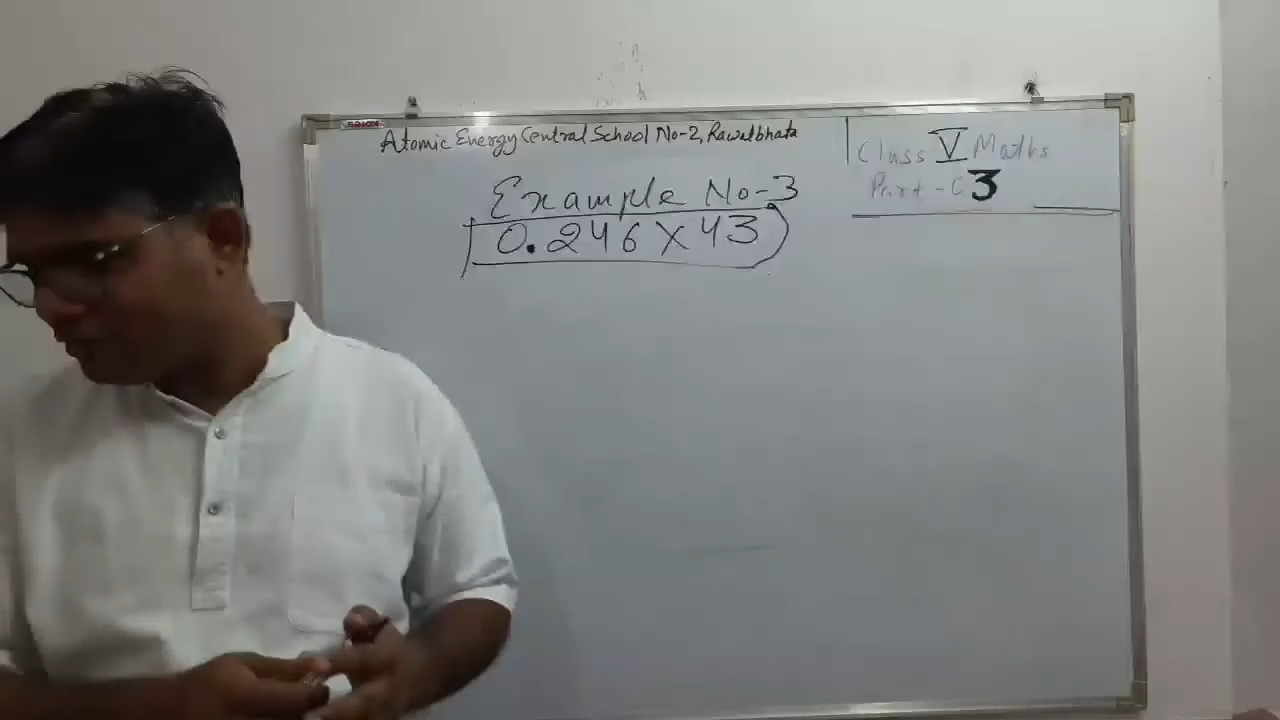 Atomic Energy Central School No-2, Rawatbhata
Class V Maths
Part-C 3
Example No-3
0.246 X 43